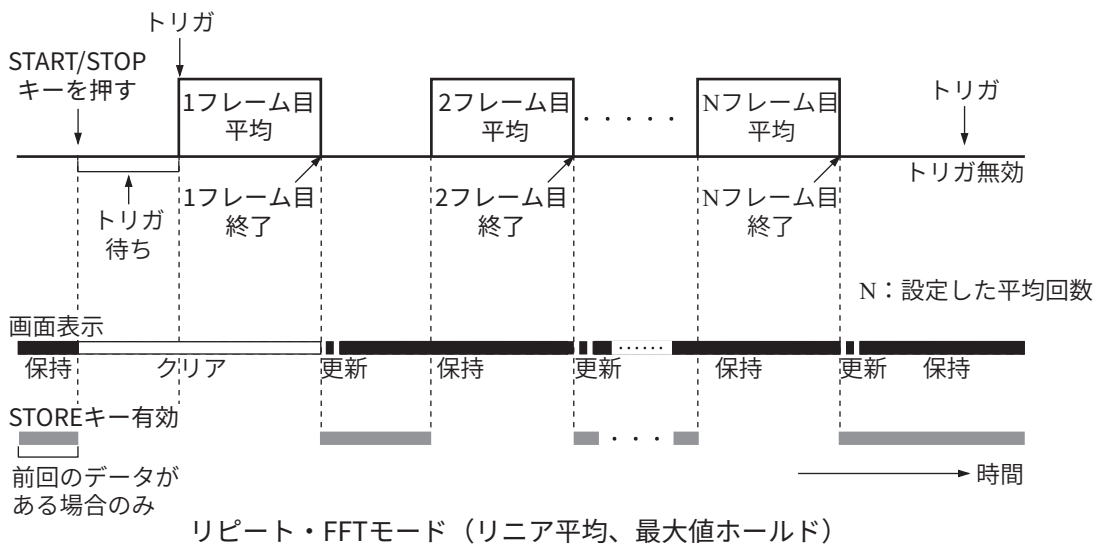 トリガ
START/STOP
キーを押す
1フレーム目
平均
2フレーム目
平均
・・・・・
Nフレーム目
平均
トリガ
トリガ無効
トリガ
待ち
1フレーム目
終了
2フレーム目
終了
Nフレーム目
終了
N：設定した平均回数
画面表示
保持
クリア
更新
保持
更新
保持
更新
保持
STOREキー有効
前回のデータが
ある場合のみ
時間
リピート・FFTモード（リニア平均、最大値ホールド）